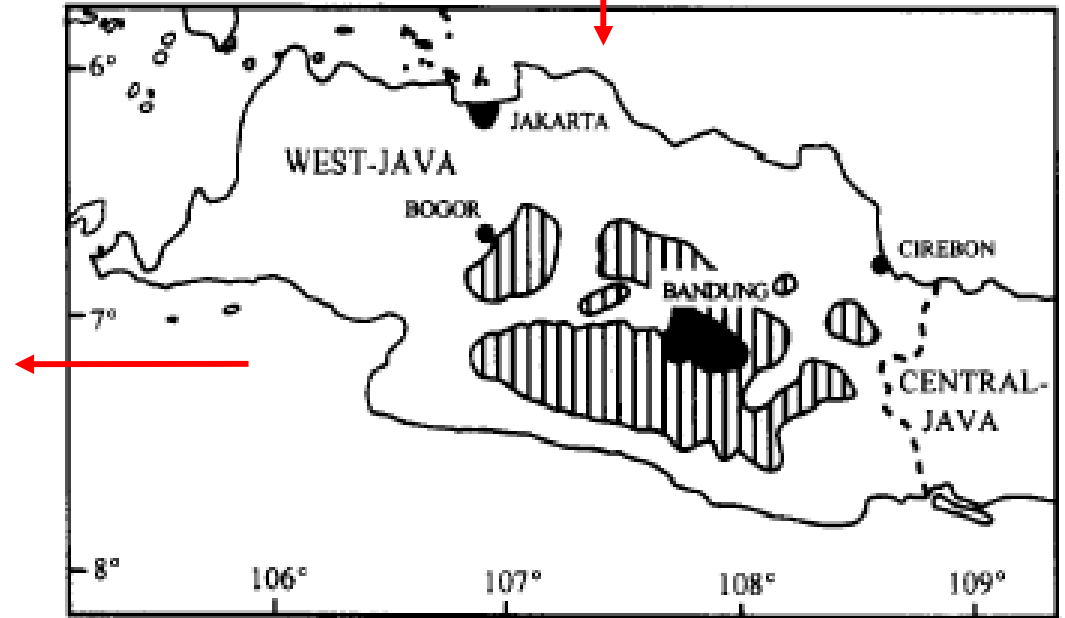 6°
JAKARTA
WEST-JAVA
BOGOR
CIREBON
BANDUNG
7°
CENTRAL-
JAVA
8°
106°
107°
108°
109°